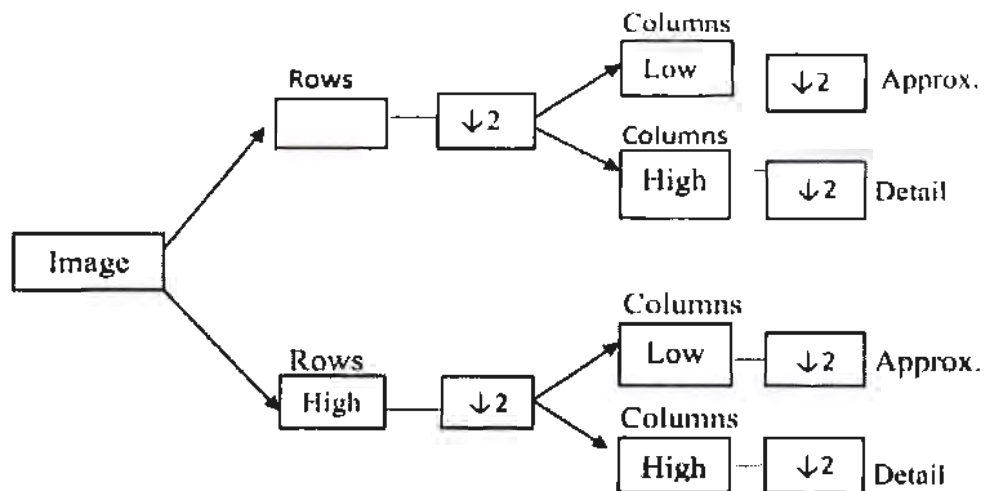 Columns
Low
↓2
Approx.
Rows
↓2
Columns
High
↓2
Detail
Image
Columns
Low
↓2
Approx.
Rows
High
↓2
Columns
High
↓2
Detail